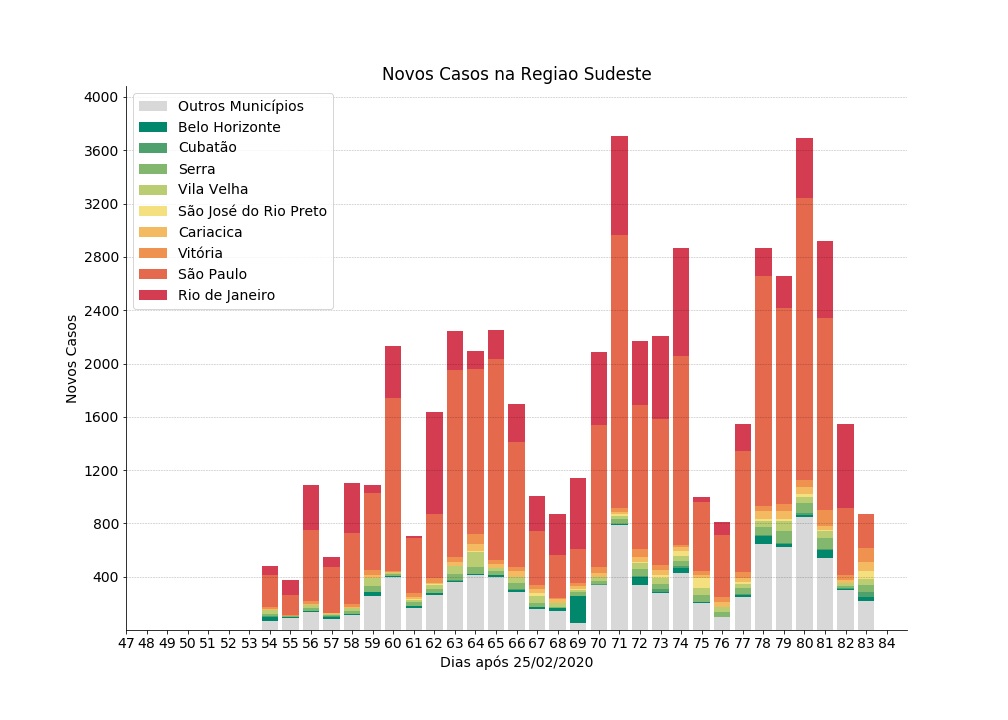 Novos Casos na Regiao Sudeste
4000
3600
3200
2800
2400
2000
1600
1200
800
400
Novos Casos
Outros Municípios
Belo Horizonte
Cubatão
Serra
Vila Velha
São José do Rio Preto
Cariacica
Vitória
São Paulo
Rio de Janeiro
47 48 49 50 51 52 53 54 55 56 57 58 59 60 61 62 63 64 65 66 67 68 69 70 71 72 73 74 75 76 77 78 79 80 81 82 83 84
Dias após 25/02/2020